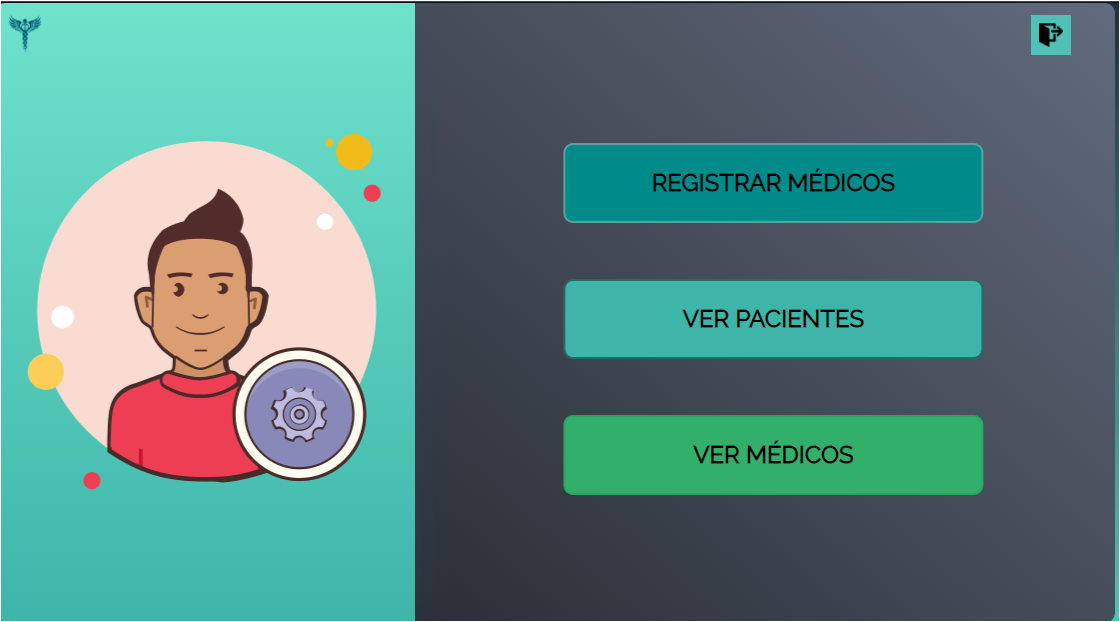 REGISTRAR MÉDICOS
VER PACIENTES
VER MÉDICOS